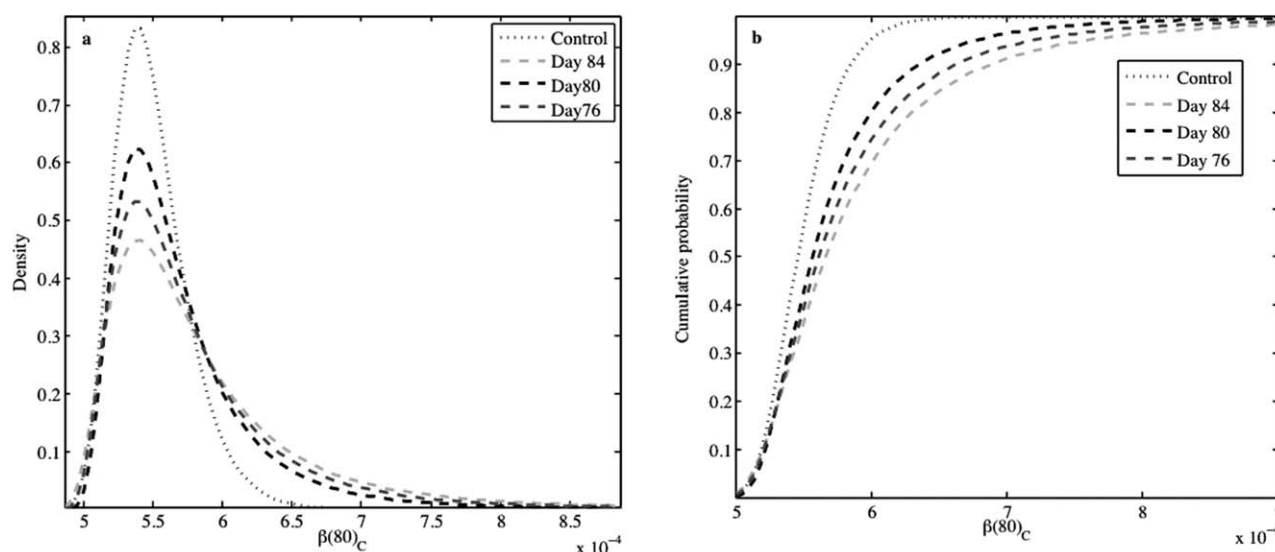 a
Control
Day 84
Day80
Day76
0.8
0.7
0.6
0.5
0.4
0.3
0.2
0.1
Density
5
5.5
6
6.5
7
7.5
8
8.5
β(80)C
x 10⁻⁴
b
Control
Day 84
Day 80
Day 76
0.9
0.8
0.7
0.6
0.5
0.4
0.3
0.2
0.1
Cumulative probability
5
6
7
8
β(80)C
x 10⁻⁴